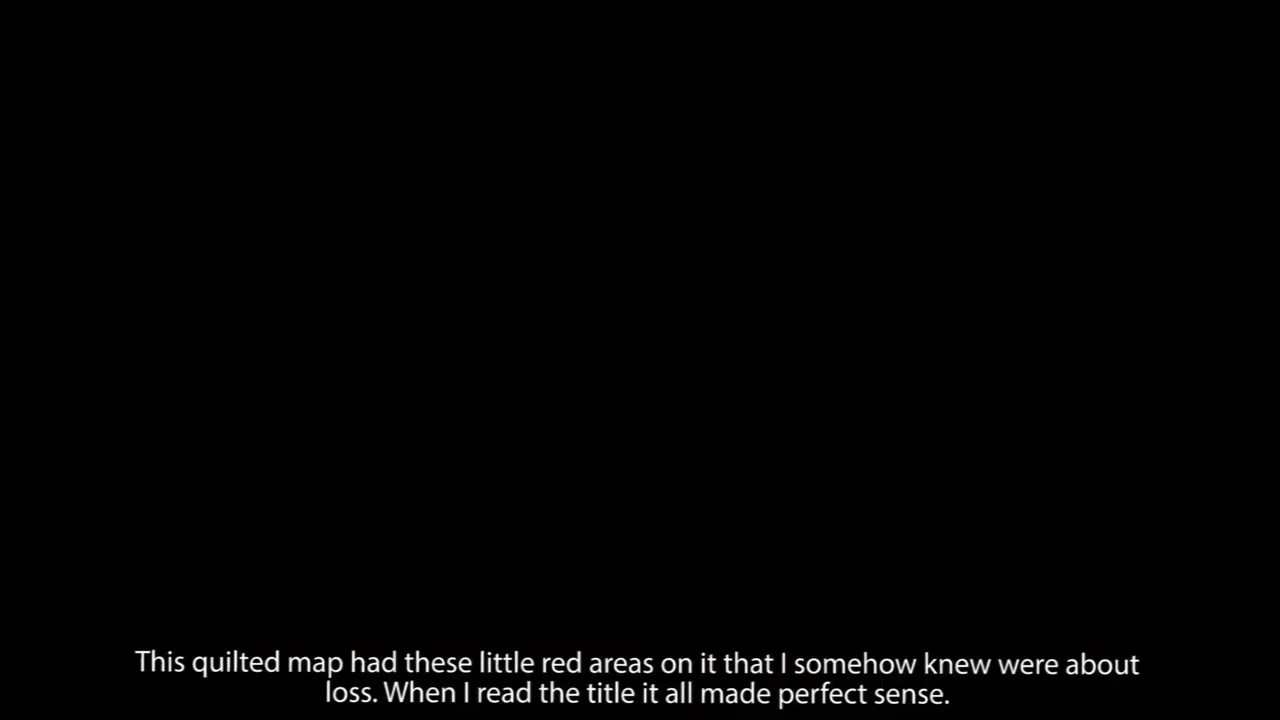 This quilted map had these little red areas on it that I somehow knew were about
loss. When I read the title it all made perfect sense.